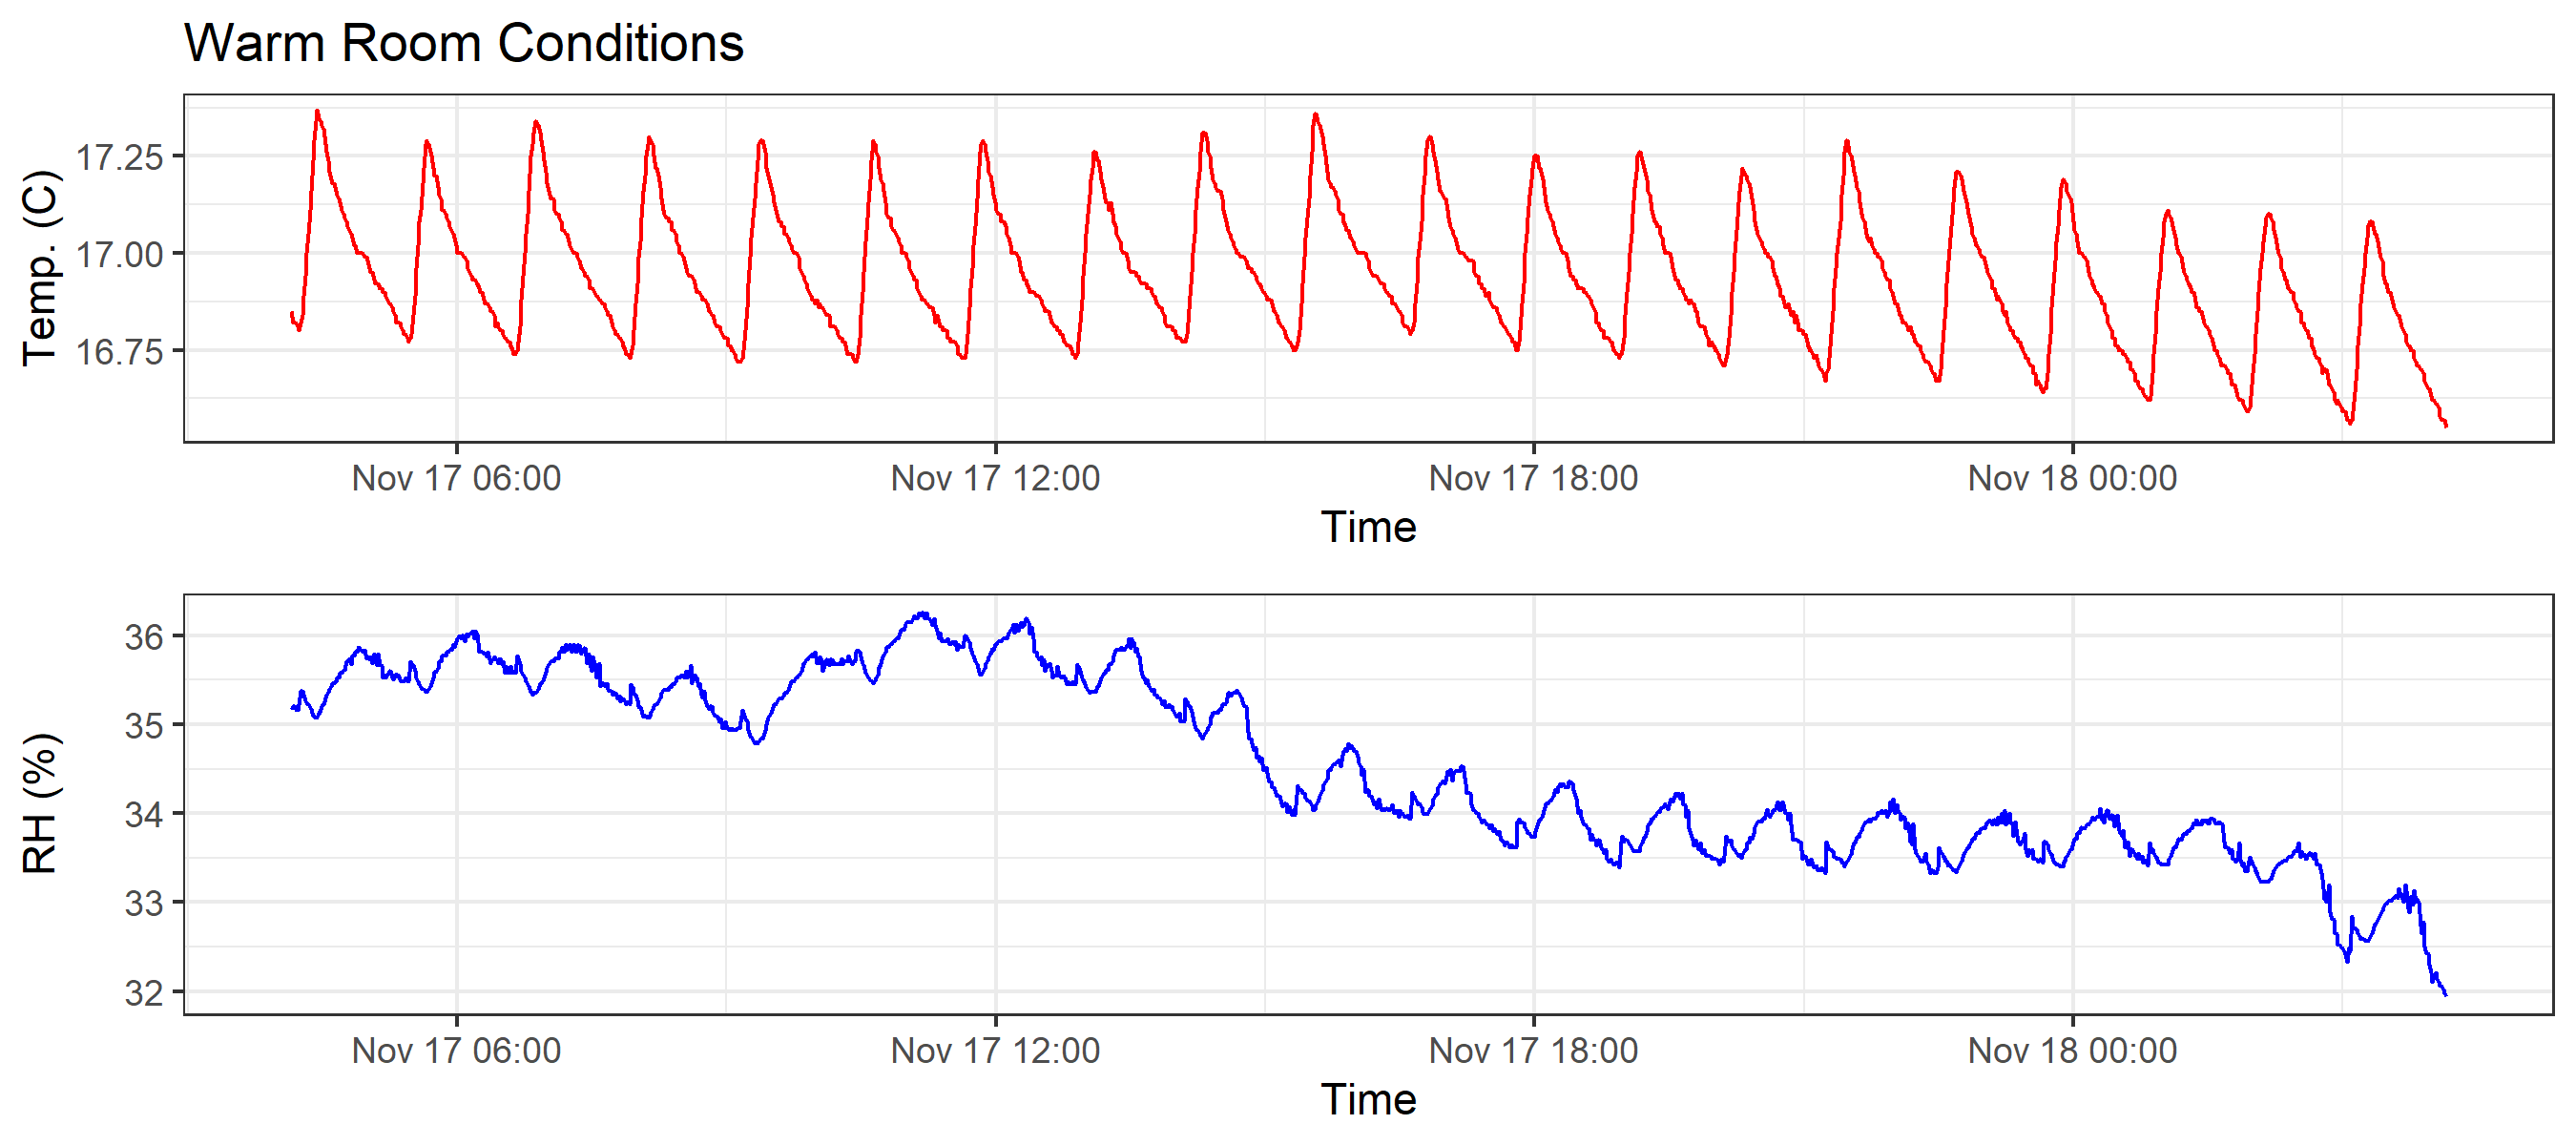 Warm Room Conditions
Temp. (C)
17.25
17.00
16.75
Nov 17 06:00 Nov 17 12:00 Nov 17 18:00 Nov 18 00:00
Time
RH (%)
36
35
34
33
32
Nov 17 06:00 Nov 17 12:00 Nov 17 18:00 Nov 18 00:00
Time